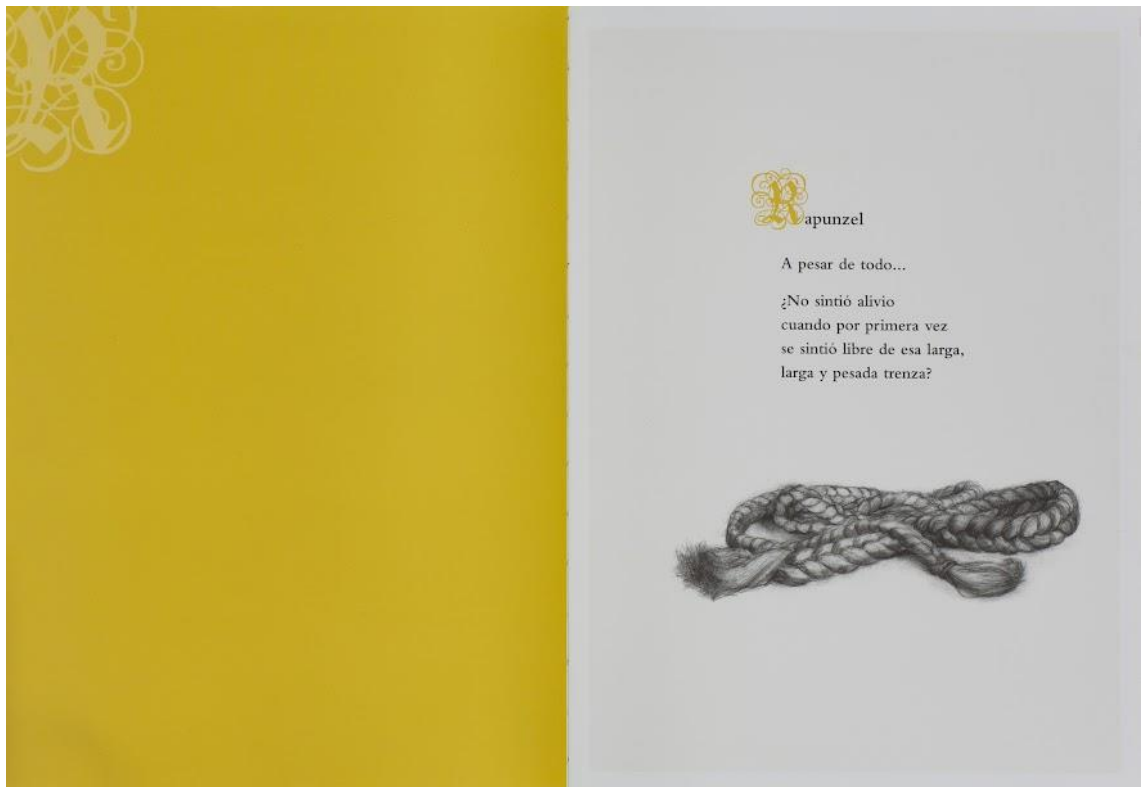 R
Rapunzel
A pesar de todo...
¿No sintió alivio
cuando por primera vez
se sintió libre de esa larga,
larga y pesada trenza?